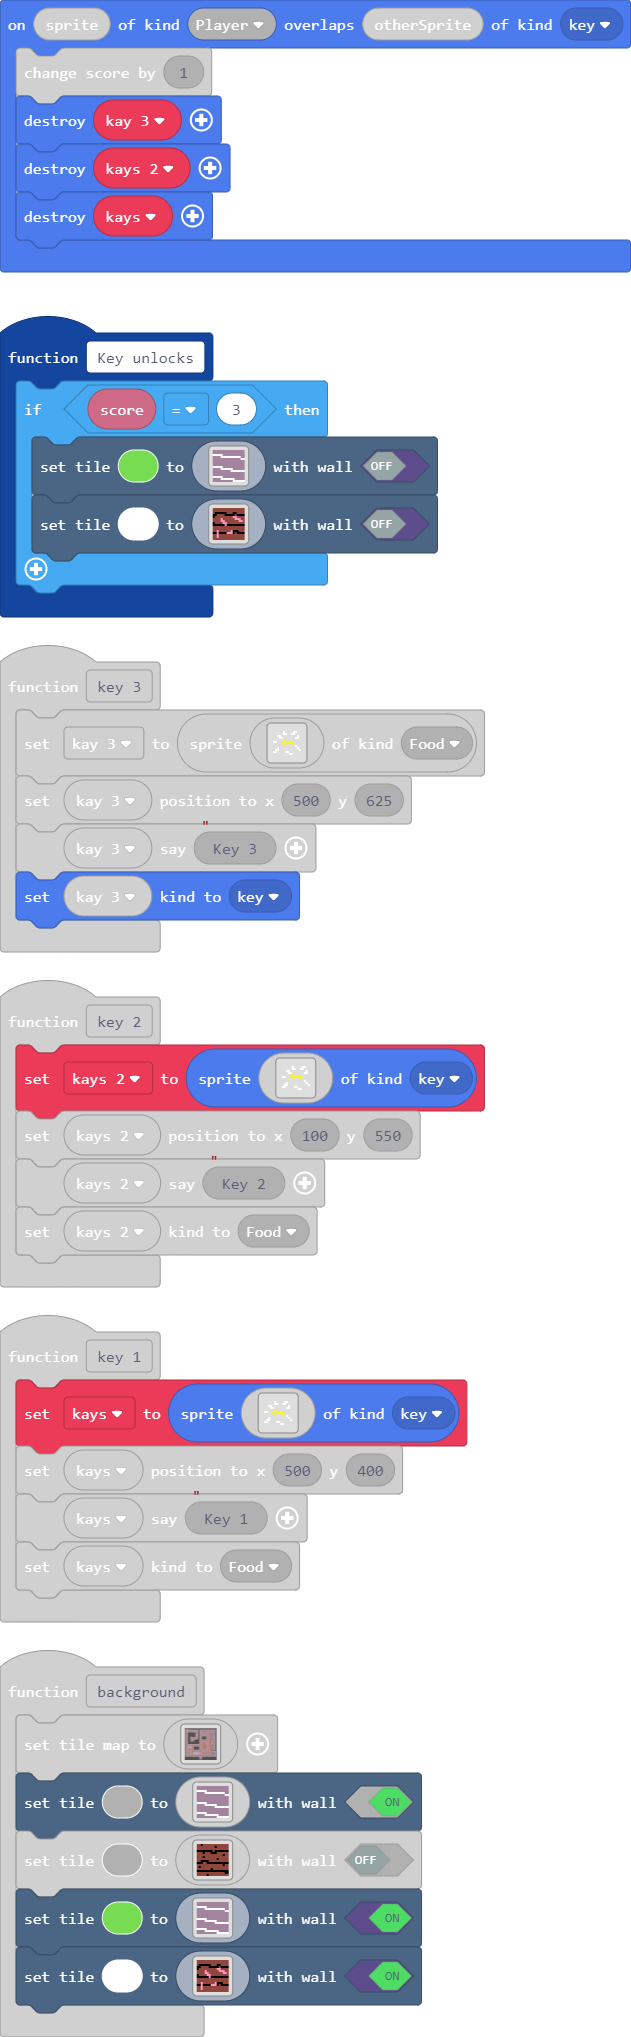 on sprite of kind Player overlaps otherSprite of kind key
change score by 1
destroy kay 3
destroy kays 2
destroy kays
function Key unlocks
if score = 3 then
set tile to with wall OFF
set tile to with wall OFF
function key 3
set kay 3 to sprite of kind Food
set kay 3 position to x 500 y 625
kay 3 say " Key 3
set kay 3 kind to key
function key 2
set kays 2 to sprite of kind key
set kays 2 position to x 100 y 550
kays 2 say " Key 2
set kays 2 kind to Food
function key 1
set kays to sprite of kind key
set kays position to x 500 y 400
kays say " Key 1
set kays kind to Food
function background
set tile map to
set tile to with wall ON
set tile to with wall OFF
set tile to with wall ON
set tile to with wall ON